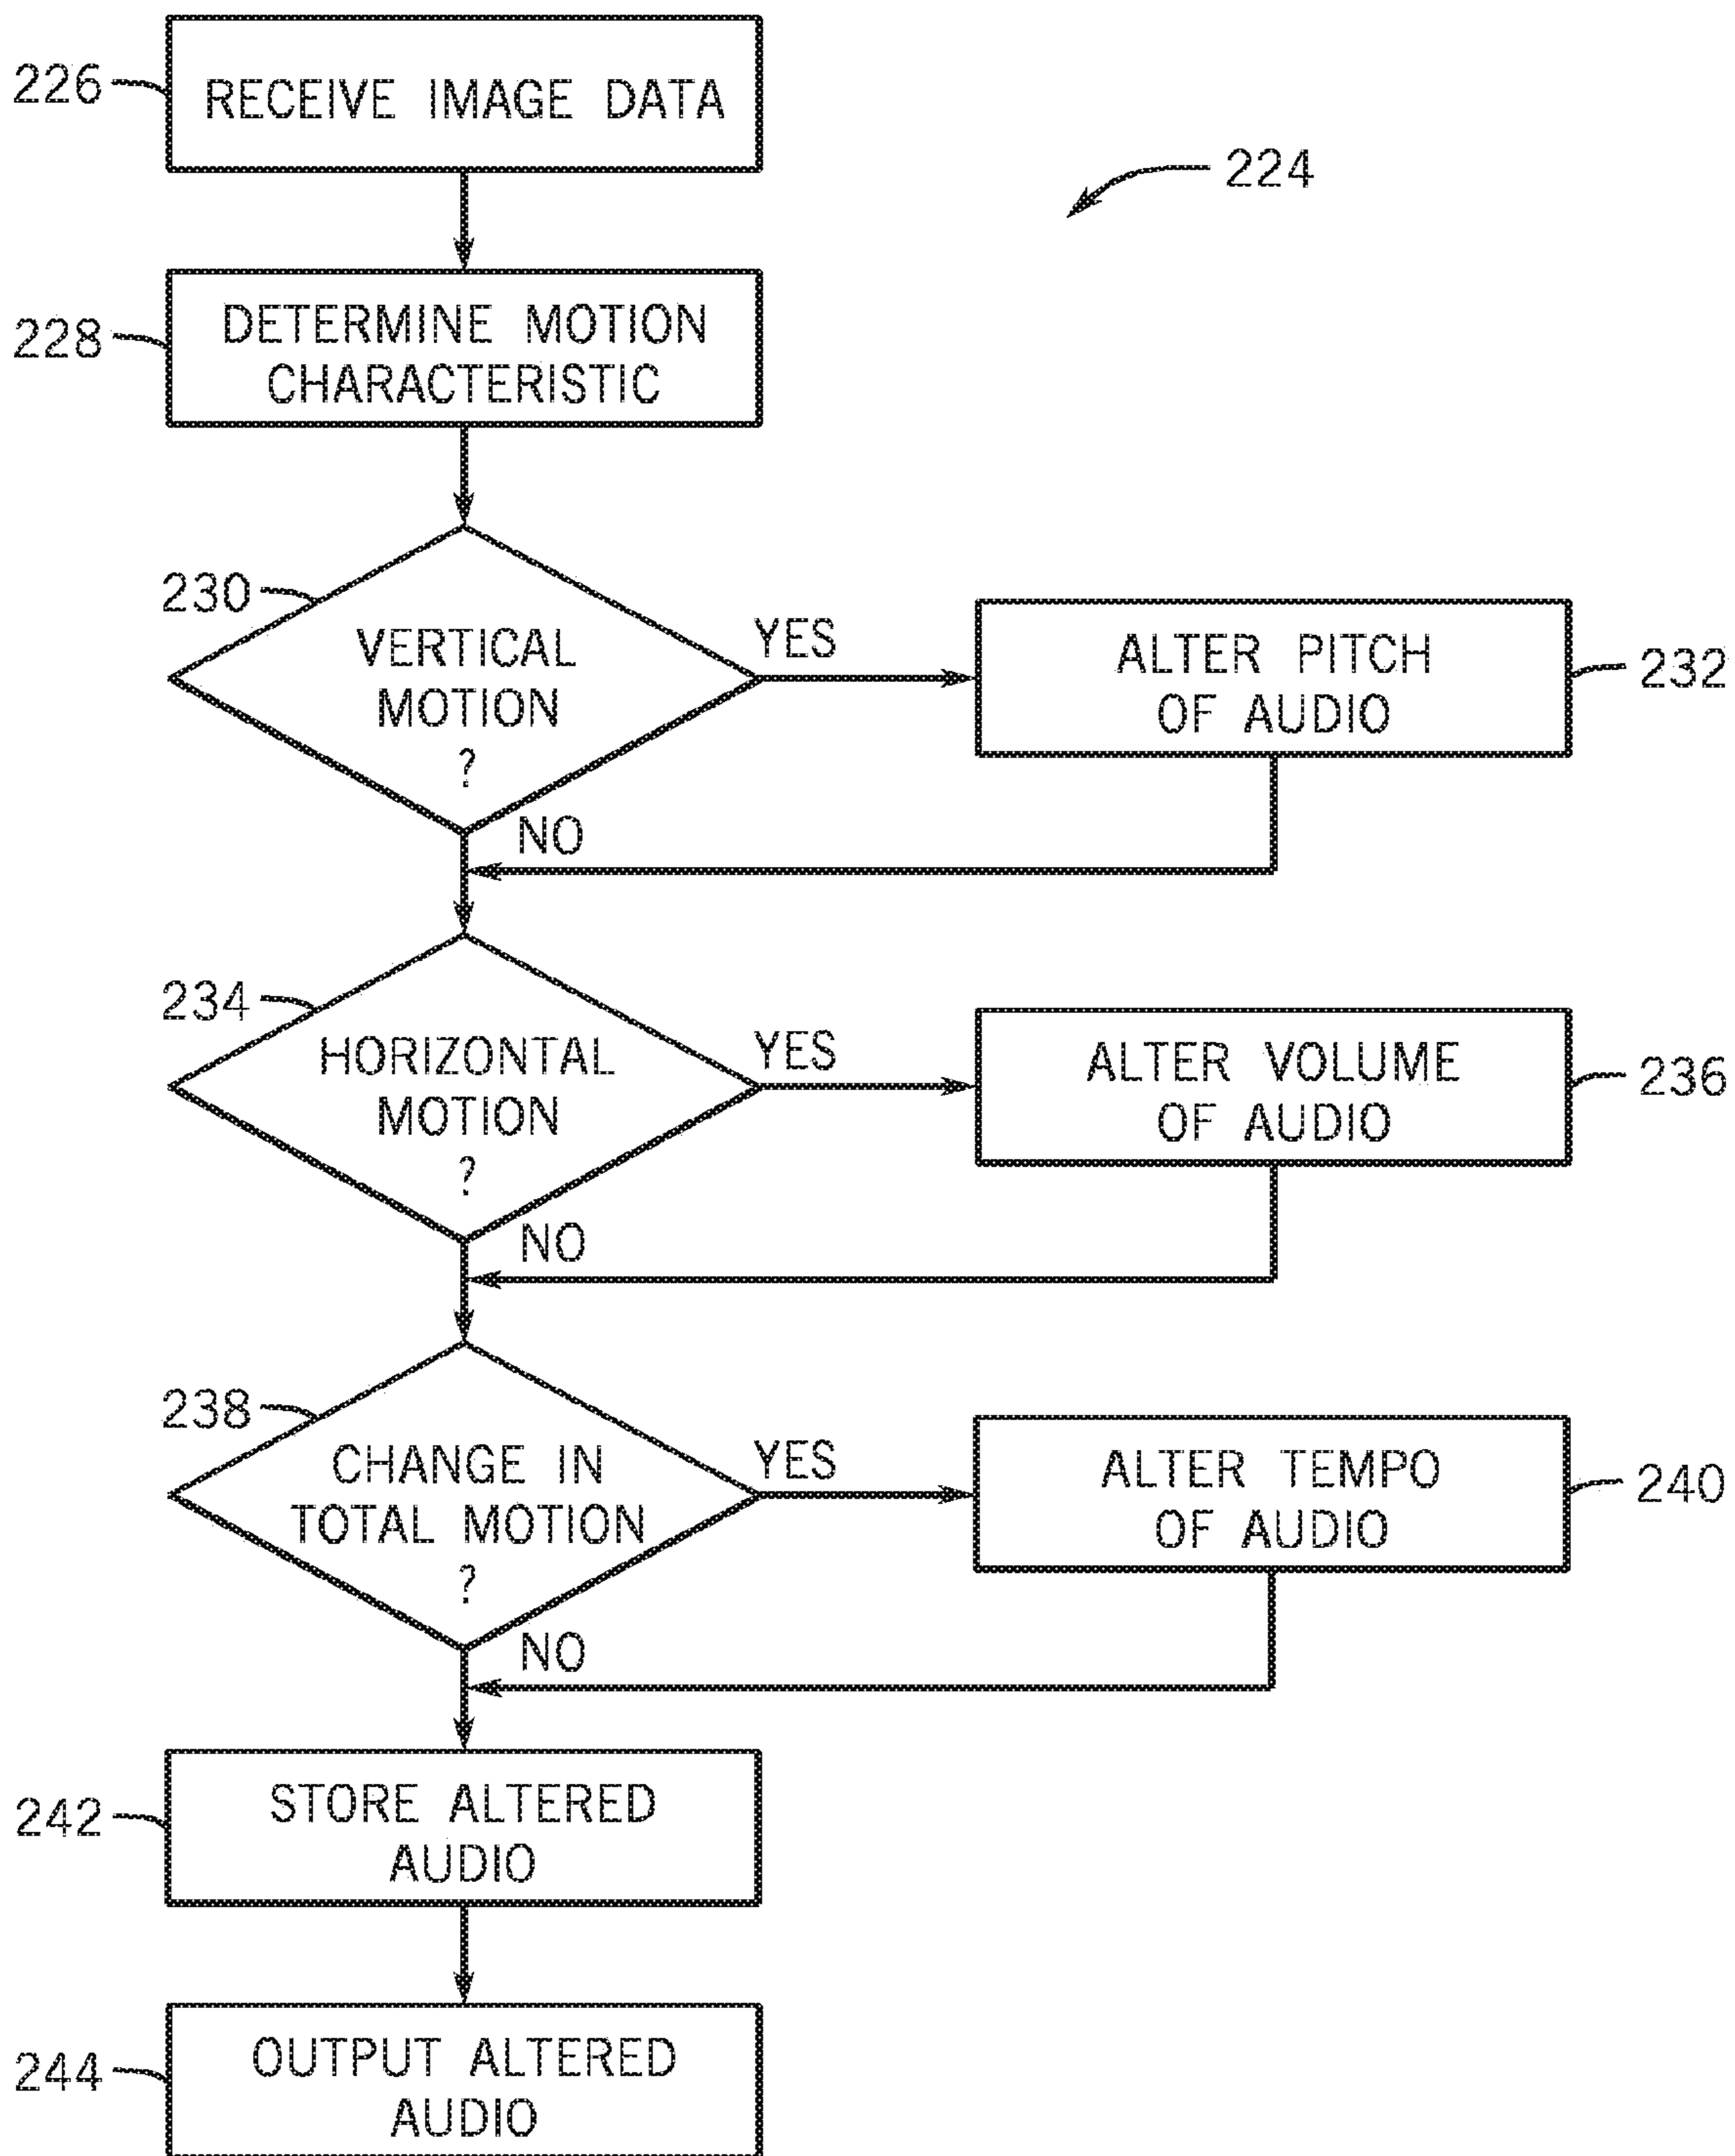 226
RECEIVE IMAGE DATA
224
228
DETERMINE MOTION
CHARACTERISTIC
230
VERTICAL
MOTION
?
YES
ALTER PITCH
OF AUDIO
232
NO
234
HORIZONTAL
MOTION
?
YES
ALTER VOLUME
OF AUDIO
236
NO
238
CHANGE IN
TOTAL MOTION
?
YES
ALTER TEMPO
OF AUDIO
240
NO
242
STORE ALTERED
AUDIO
244
OUTPUT ALTERED
AUDIO